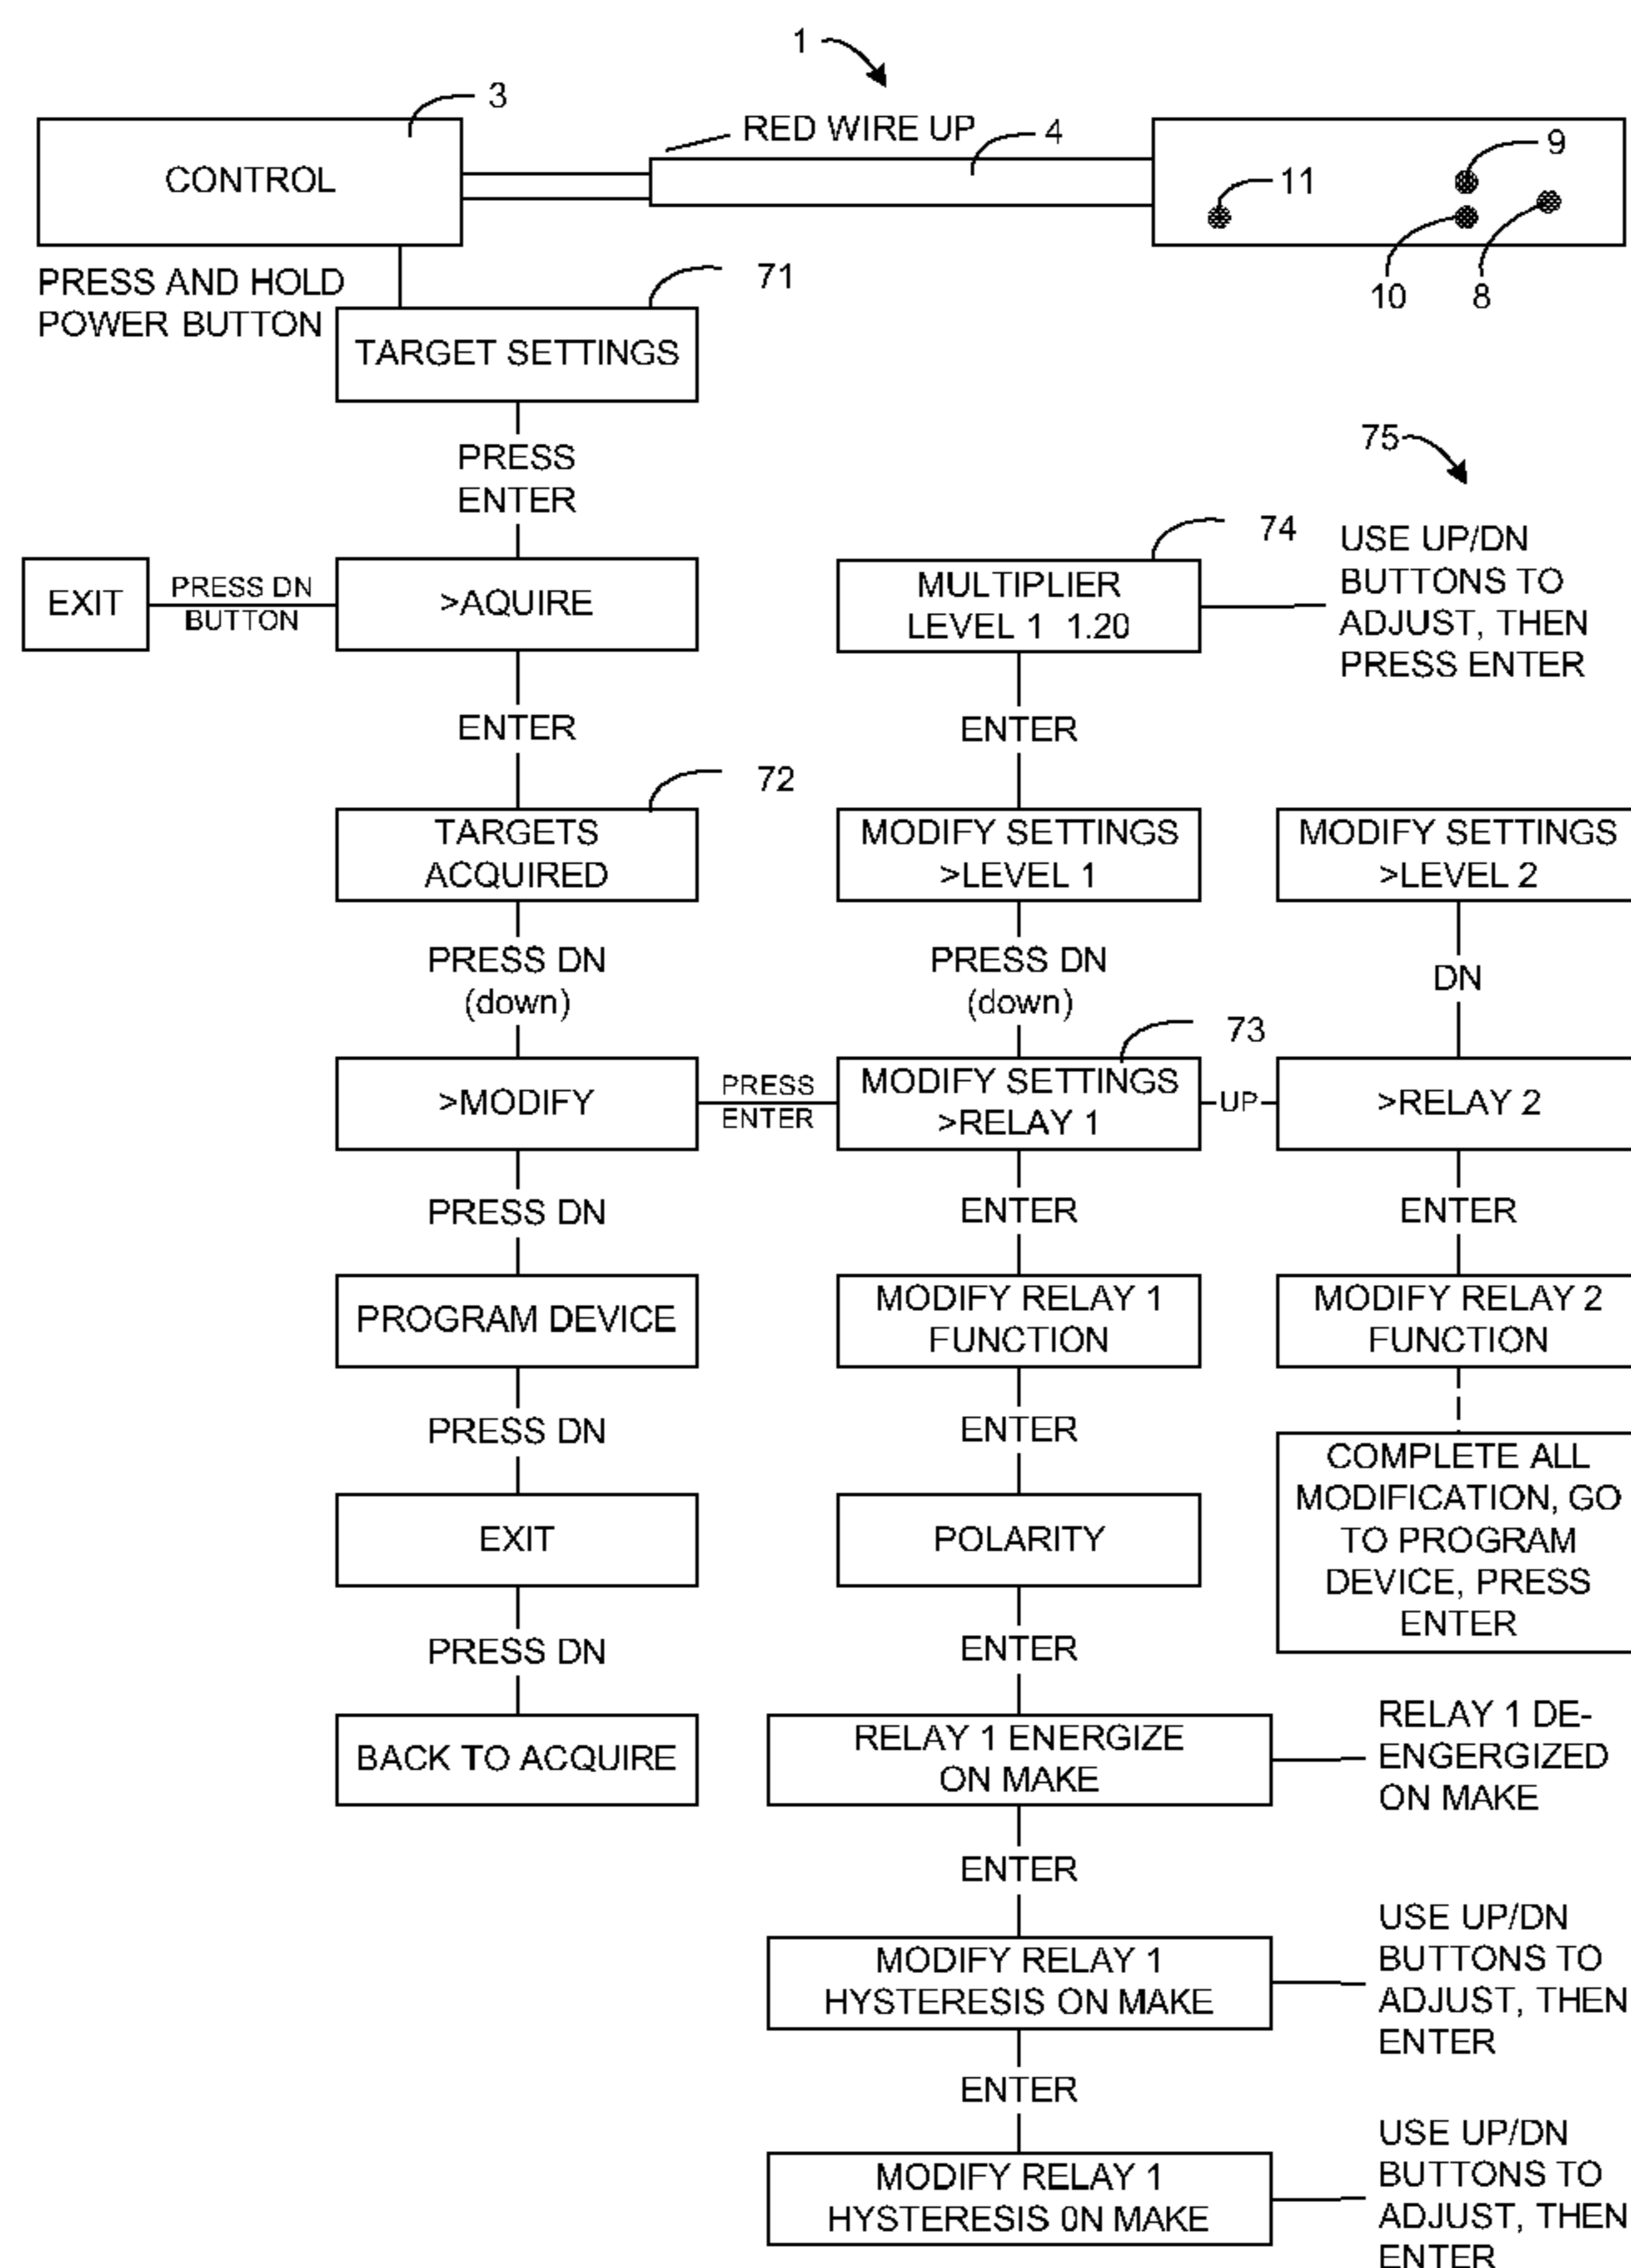 1
3
RED WIRE UP
4
9
CONTROL
11
10
8
PRESS AND HOLD
POWER BUTTON
71
TARGET SETTINGS
PRESS
ENTER
EXIT
PRESS DN
BUTTON
>AQUIRE
ENTER
72
TARGETS
ACQUIRED
PRESS DN
(down)
>MODIFY
PRESS
ENTER
PRESS DN
PROGRAM DEVICE
PRESS DN
EXIT
PRESS DN
BACK TO ACQUIRE
75
74
MULTIPLIER
LEVEL 1 1.20
USE UP/DN
BUTTONS TO
ADJUST, THEN
PRESS ENTER
ENTER
MODIFY SETTINGS
>LEVEL 1
PRESS DN
(down)
73
MODIFY SETTINGS
>RELAY 1
UP
ENTER
MODIFY RELAY 1
FUNCTION
ENTER
POLARITY
ENTER
RELAY 1 ENERGIZE
ON MAKE
RELAY 1 DE-
ENGERGIZED
ON MAKE
ENTER
MODIFY RELAY 1
HYSTERESIS ON MAKE
USE UP/DN
BUTTONS TO
ADJUST, THEN
ENTER
ENTER
MODIFY RELAY 1
HYSTERESIS 0N MAKE
USE UP/DN
BUTTONS TO
ADJUST, THEN
ENTER
MODIFY SETTINGS
>LEVEL 2
DN
>RELAY 2
ENTER
MODIFY RELAY 2
FUNCTION
COMPLETE ALL
MODIFICATION, GO
TO PROGRAM
DEVICE, PRESS
ENTER